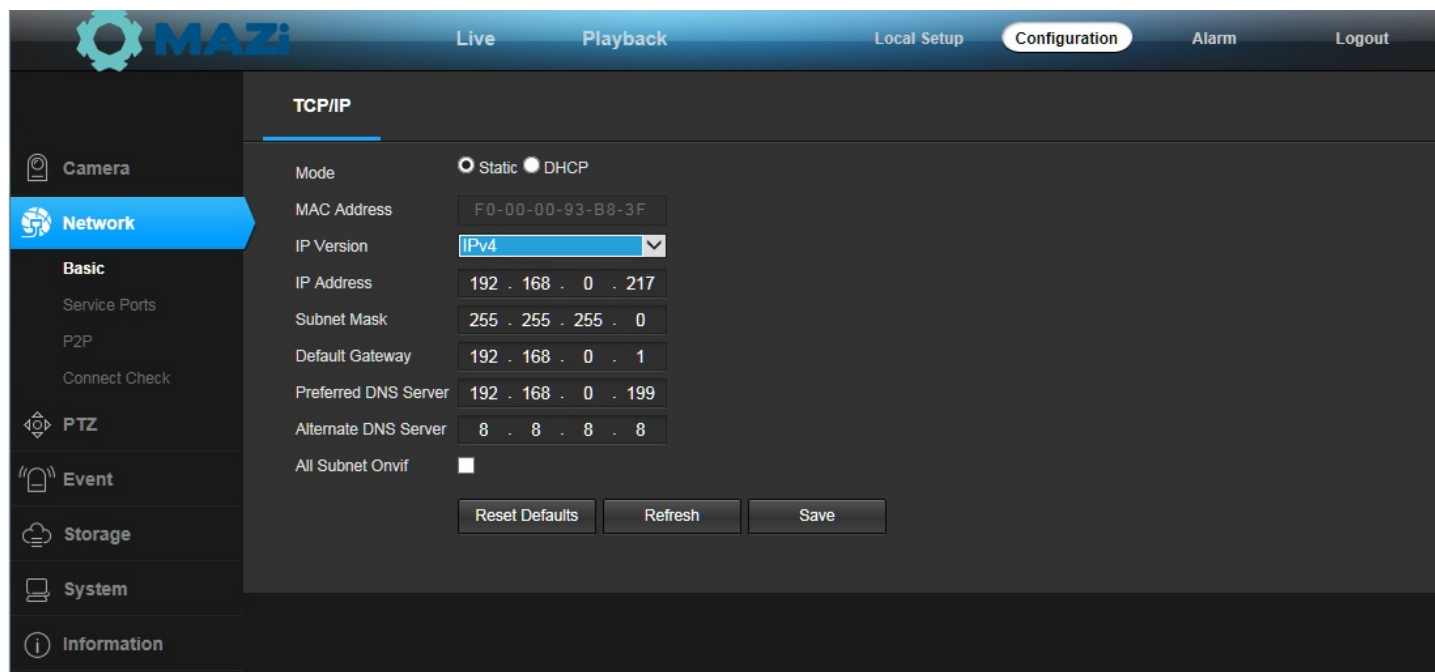 MAZi
Live Playback Local Setup Configuration Alarm Logout
TCP/IP
Camera
Network
Basic
Service Ports
P2P
Connect Check
PTZ
Event
Storage
System
Information
Mode Static DHCP
MAC Address F0-00-00-93-B8-3F
IP Version IPv4
IP Address 192 . 168 . 0 . 217
Subnet Mask 255 . 255 . 255 . 0
Default Gateway 192 . 168 . 0 . 1
Preferred DNS Server 192 . 168 . 0 . 199
Alternate DNS Server 8 . 8 . 8 . 8
All Subnet Onvif
Reset Defaults Refresh Save